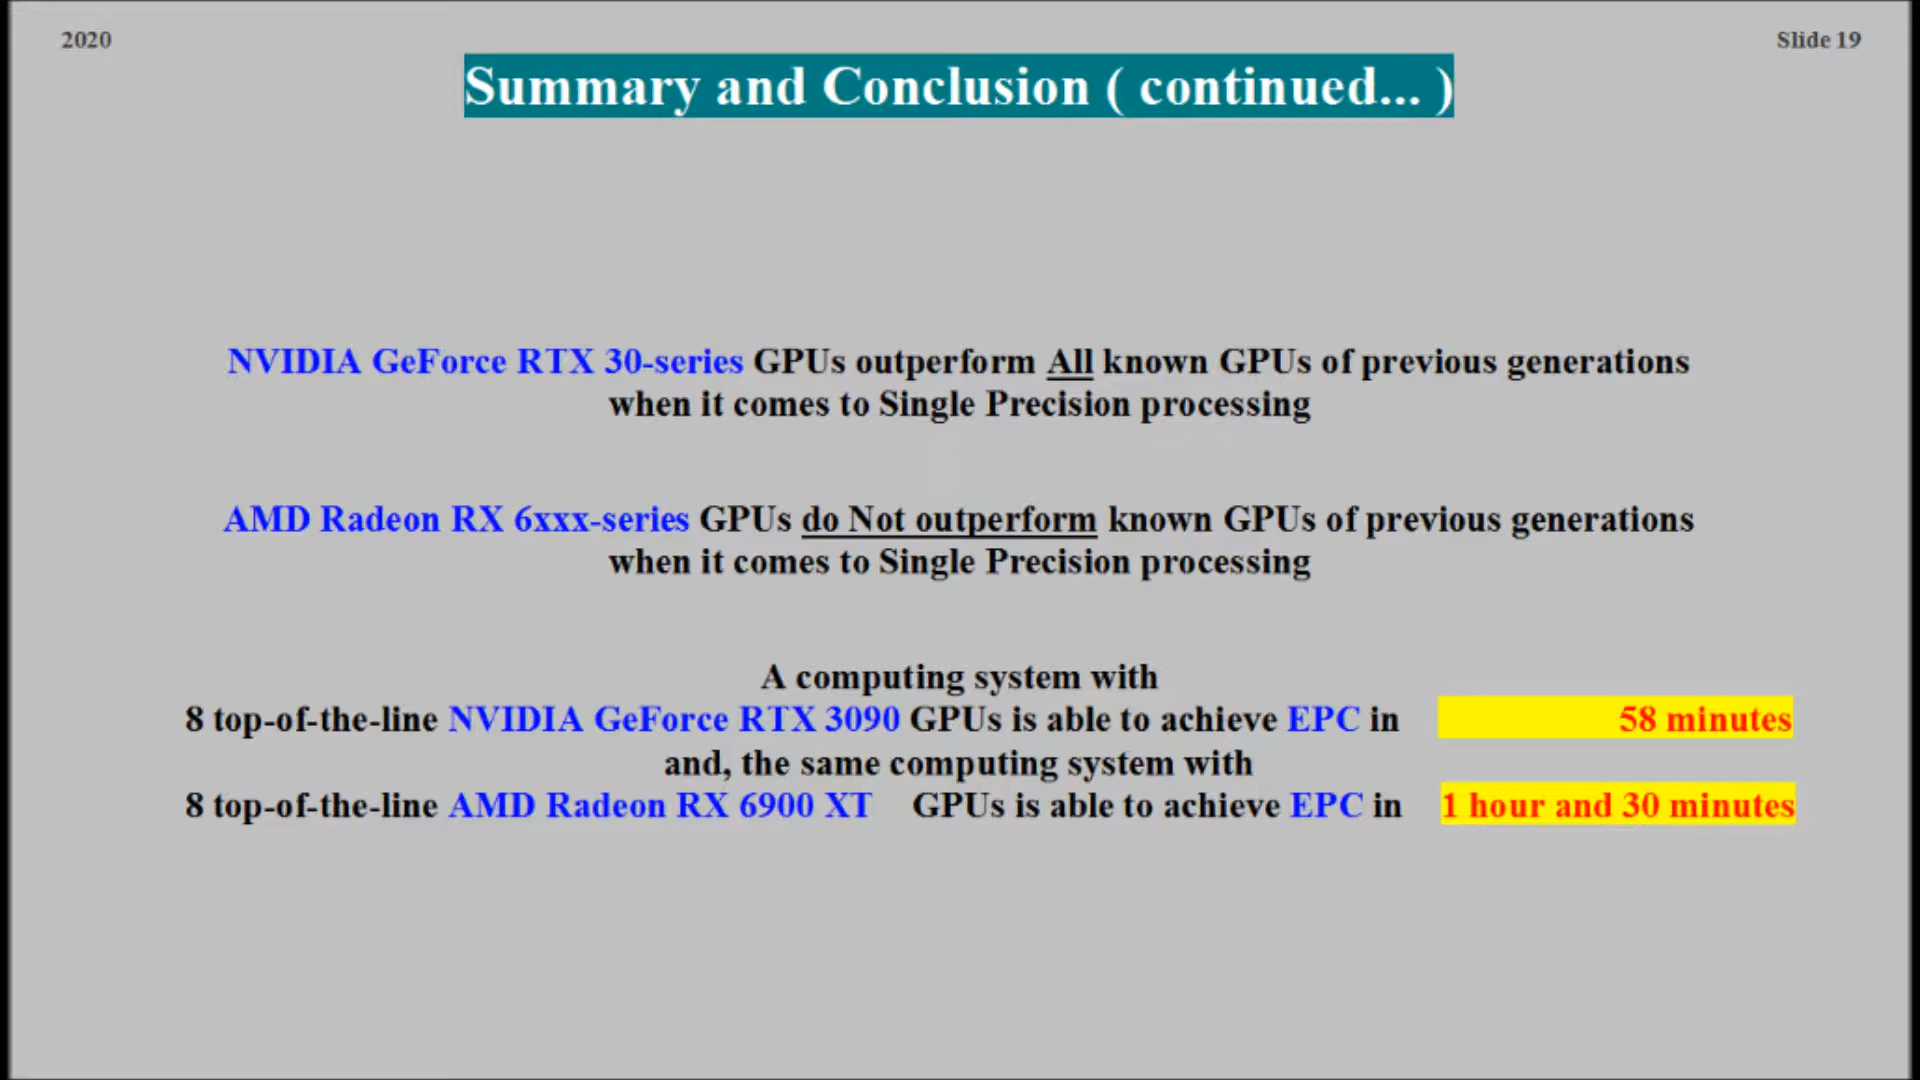 2020
Slide 19
Summary and Conclusion ( continued... )
NVIDIA GeForce RTX 30-series GPUs outperform All known GPUs of previous generations
when it comes to Single Precision processing
AMD Radeon RX 6xxx-series GPUs do Not outperform known GPUs of previous generations
when it comes to Single Precision processing
A computing system with
8 top-of-the-line NVIDIA GeForce RTX 3090 GPUs is able to achieve EPC in 58 minutes
and, the same computing system with
8 top-of-the-line AMD Radeon RX 6900 XT GPUs is able to achieve EPC in 1 hour and 30 minutes